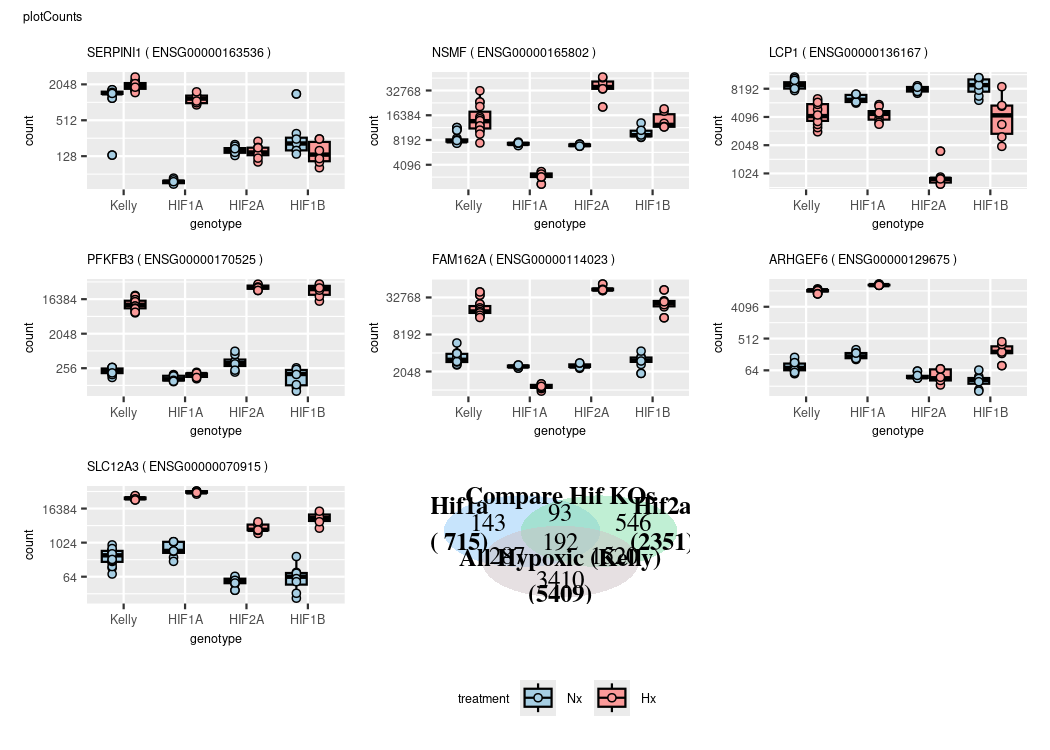 plotCounts
SERPINI1 ( ENSG00000163536 )
NSMF ( ENSG00000165802 )
LCP1 ( ENSG00000136167 )
count
2048
512
128
Kelly HIF1A HIF2A HIF1B
genotype
count
32768
16384
8192
4096
Kelly HIF1A HIF2A HIF1B
genotype
count
8192
4096
2048
1024
Kelly HIF1A HIF2A HIF1B
genotype
PFKFB3 ( ENSG00000170525 )
FAM162A ( ENSG00000114023 )
ARHGEF6 ( ENSG00000129675 )
count
16384
2048
256
Kelly HIF1A HIF2A HIF1B
genotype
count
32768
8192
2048
Kelly HIF1A HIF2A HIF1B
genotype
count
4096
512
64
Kelly HIF1A HIF2A HIF1B
genotype
SLC12A3 ( ENSG00000070915 )
count
16384
1024
64
Kelly HIF1A HIF2A HIF1B
genotype
Compare Hif KOs
Hif1a
Hif2a
143
93
546
( 715)
192
(2351)
287
All Hypoxic (Kelly)
3410
(5409)
treatment Nx Hx